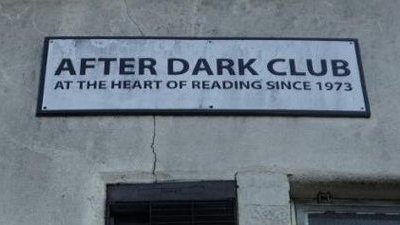 AFTER DARK CLUB
AT THE HEART OF READING SINCE 1973